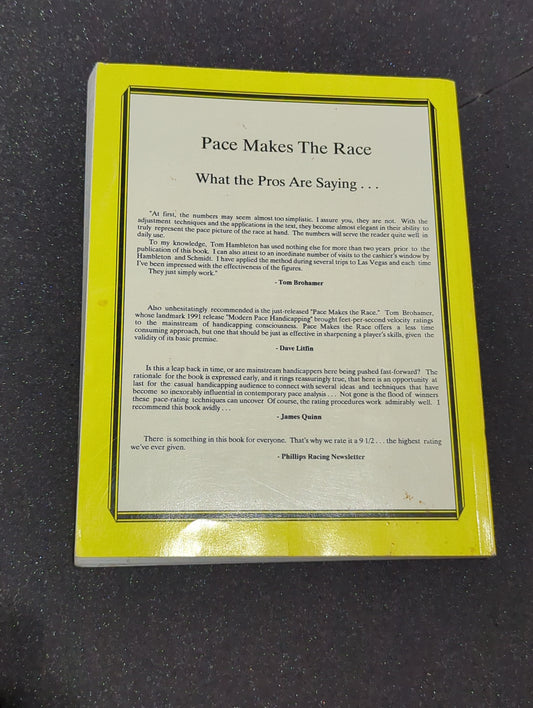 Pace Makes The Race
What the Pros Are Saying . . .
"At first, the numbers may seem almost too simplistic. I assure you, they are not. With the
adjustment techniques and the applications in the text, they become almost elegant in their ability to
truly represent the pace picture of the race at hand. The numbers will serve the reader quite well in
daily use.
To my knowledge, Tom Hambleton has used nothing else for more than two years prior to the
publication of this book. I can also attest to an inordinate number of visits to the cashier's window by
Hambleton and Schmidt. I have applied the method during several trips to Las Vegas and each time
I've been impressed with the effectiveness of the figures.
They just simply work."
- Tom Brohamer
Also unhesitatingly recommended is the just-released "Pace Makes the Race." Tom Brohamer,
whose landmark 1991 release "Modern Pace Handicapping" brought feet-per-second velocity ratings
to the mainstream of handicapping consciousness. Pace Makes the Race offers a less time
consuming approach, but one that should be just as effective in sharpening a player's skills, given the
validity of its basic premise.
- Dave Litfin
Is this a leap back in time, or are mainstream handicappers here being pushed fast-forward? The
rationale for the book is expressed early, and it rings reassuringly true, that here is an opportunity at
last for the casual handicapping audience to connect with several ideas and techniques that have
become so inexorably influential in contemporary pace analysis . . . Not gone is the flood of winners
these pace-rating techniques can uncover Of course, the rating procedures work admirably well. I
recommend this book avidly . . .
- James Quinn
There is something in this book for everyone. That's why we rate it a 9 1/2 . . . the highest rating
we've ever given.
- Phillips Racing Newsletter